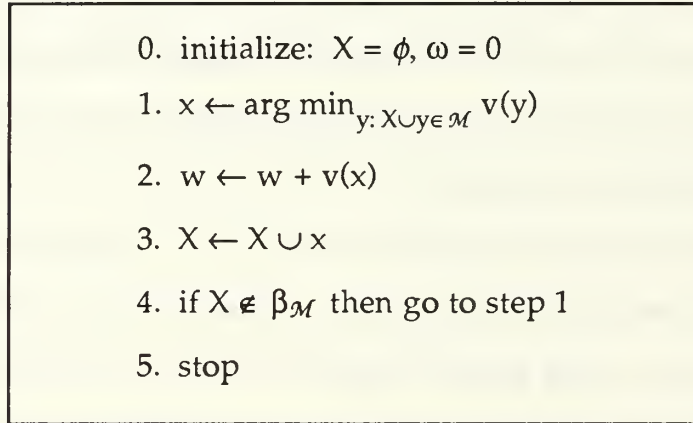 0. initialize: X = ϕ, ω = 0
1. x ← arg min_{y: X∪y∈ ℳ} v(y)
2. w ← w + v(x)
3. X ← X ∪ x
4. if X ∉ β_ℳ then go to step 1
5. stop